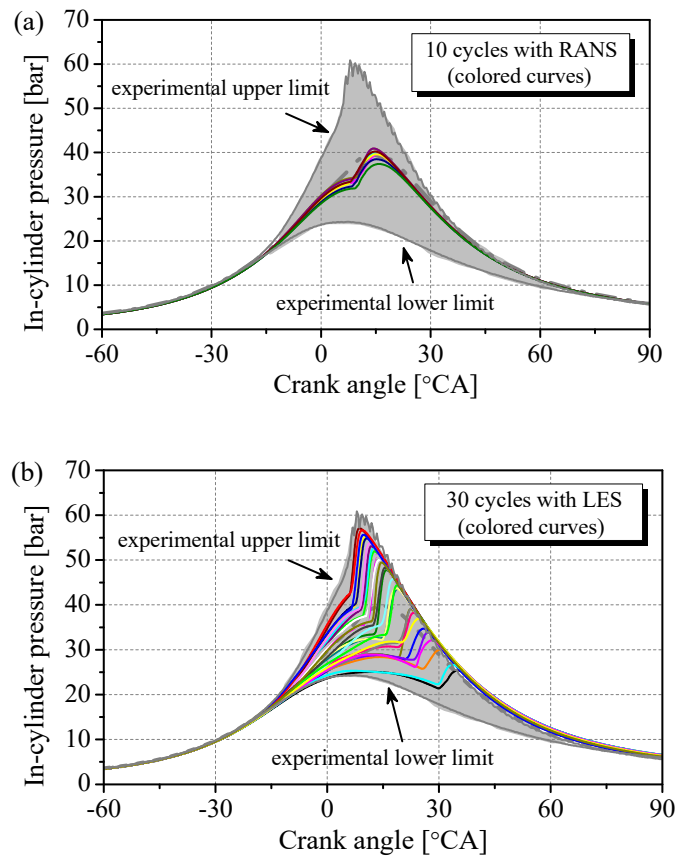 (a)
10 cycles with RANS
(colored curves)
experimental upper limit
experimental lower limit
In-cylinder pressure [bar]
70
60
50
40
30
20
10
0
-60
-30
0
30
60
90
Crank angle [°CA]
(b)
30 cycles with LES
(colored curves)
experimental upper limit
experimental lower limit
In-cylinder pressure [bar]
70
60
50
40
30
20
10
0
-60
-30
0
30
60
90
Crank angle [°CA]